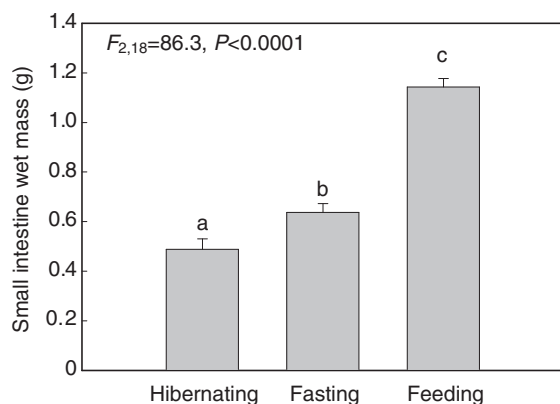 1.4
F2,18=86.3, P<0.0001
c
1.2
1.0
Small intestine wet mass (g)
0.8
b
0.6
a
0.4
0.2
0
Hibernating Fasting Feeding